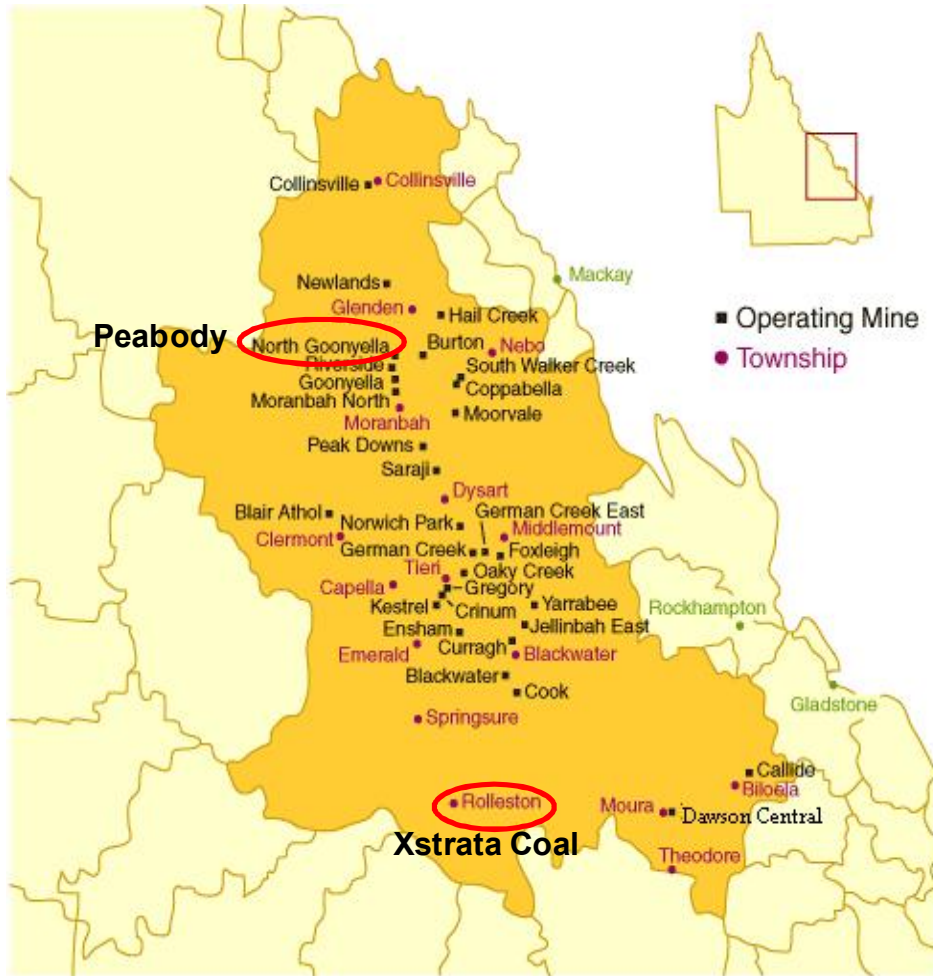 Collinsville
Collinsville
Newlands
Mackay
Glenden
Hail Creek
Operating Mine
Peabody
North Goonyella
Burton
Nebo
Township
Riverside
South Walker Creek
Goonyella
Coppabella
Moranbah North
Moorvale
Moranbah
Peak Downs
Saraji
Dysart
German Creek East
Blair Athol
Norwich Park
Middlemount
Clermont
German Creek
Foxleigh
Tieri
Oaky Creek
Capella
Gregory
Kestrel
Crinum
Yarrabee
Rockhampton
Ensham
Jellinbah East
Emerald
Curragh
Blackwater
Blackwater
Cook
Gladstone
Springsure
Callide
Biloela
Rolleston
Moura
Dawson Central
Xstrata Coal
Theodore